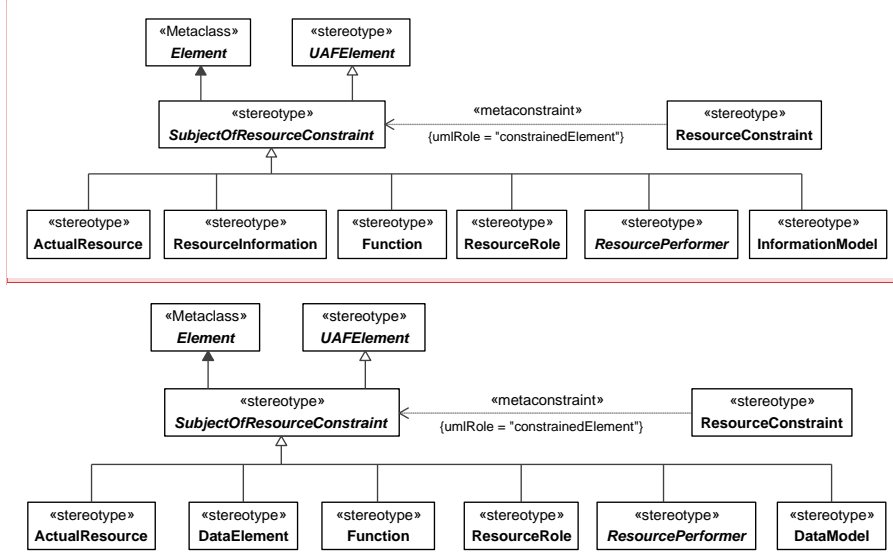 «Metaclass»
Element
«stereotype»
UAFElement
«stereotype»
SubjectOfResourceConstraint
«metaconstraint»
{umlRole = "constrainedElement"}
«stereotype»
ResourceConstraint
«stereotype»
ActualResource
«stereotype»
ResourceInformation
«stereotype»
Function
«stereotype»
ResourceRole
«stereotype»
ResourcePerformer
«stereotype»
InformationModel
«Metaclass»
Element
«stereotype»
UAFElement
«stereotype»
SubjectOfResourceConstraint
«metaconstraint»
{umlRole = "constrainedElement"}
«stereotype»
ResourceConstraint
«stereotype»
ActualResource
«stereotype»
DataElement
«stereotype»
Function
«stereotype»
ResourceRole
«stereotype»
ResourcePerformer
«stereotype»
DataModel